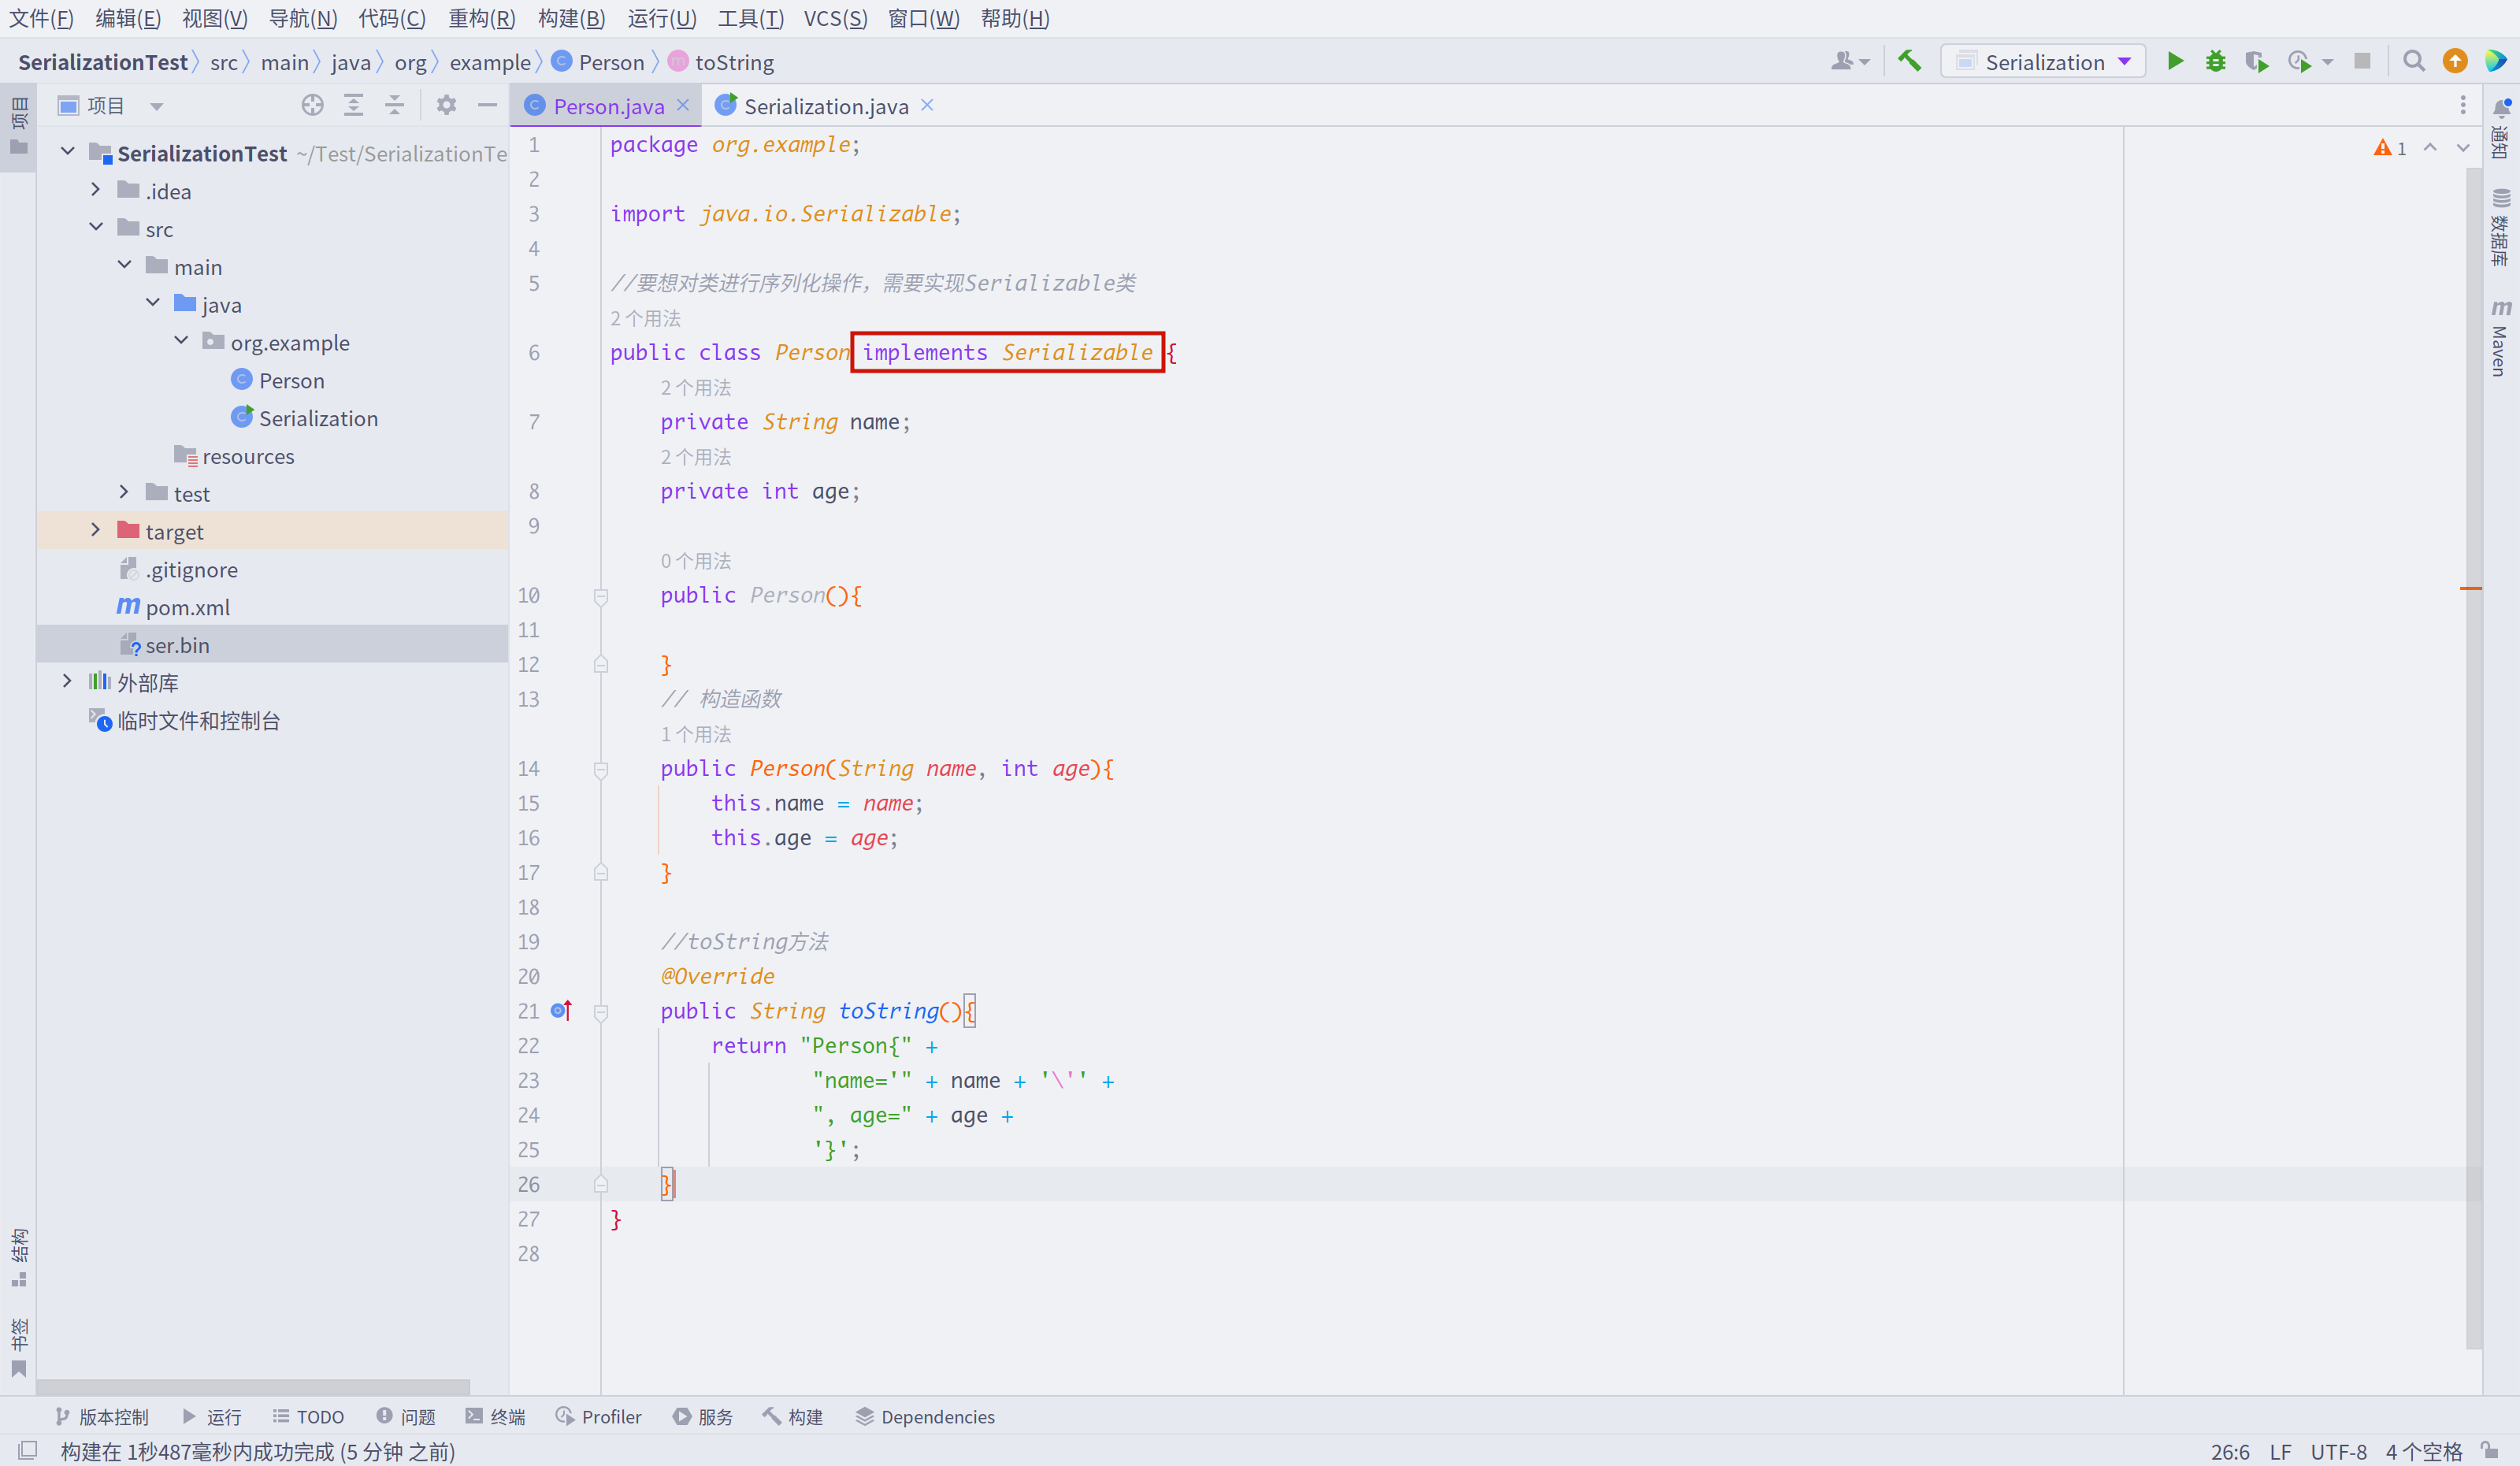 文件(F) 编辑(E) 视图(V) 导航(N) 代码(C) 重构(R) 构建(B) 运行(U) 工具(T) VCS(S) 窗口(W) 帮助(H)
SerializationTest src main java org example Person toString
Serialization
项目
项目
Person.java
Serialization.java
SerializationTest ~/Test/SerializationTe
.idea
src
main
java
org.example
Person
Serialization
resources
test
target
.gitignore
pom.xml
ser.bin
外部库
临时文件和控制台
结构
书签
1 package org.example;
2
3 import java.io.Serializable;
4
5 //要想对类进行序列化操作，需要实现Serializable类
2 个用法
6 public class Person implements Serializable {
2 个用法
7 private String name;
2 个用法
8 private int age;
9
0 个用法
10 public Person(){
11
12 }
13 // 构造函数
1 个用法
14 public Person(String name, int age){
15 this.name = name;
16 this.age = age;
17 }
18
19 //toString方法
20 @Override
21 public String toString(){
22 return "Person{" +
23 "name='" + name + '\'' +
24 ", age=" + age +
25 '}';
26 }
27 }
28
1
通知
数据库
Maven
版本控制 运行 TODO 问题 终端 Profiler 服务 构建 Dependencies
构建在 1秒487毫秒内成功完成 (5 分钟 之前)
26:6 LF UTF-8 4 个空格